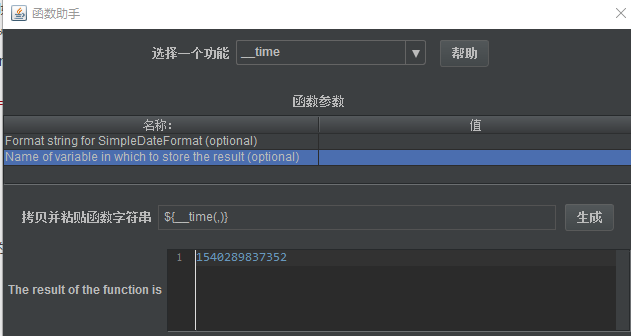 函数助手
选择一个功能 __time 帮助
函数参数
名称: 值
Format string for SimpleDateFormat (optional)
Name of variable in which to store the result (optional)
拷贝并粘贴函数字符串 ${__time(,)} 生成
1 1540289837352
The result of the function is